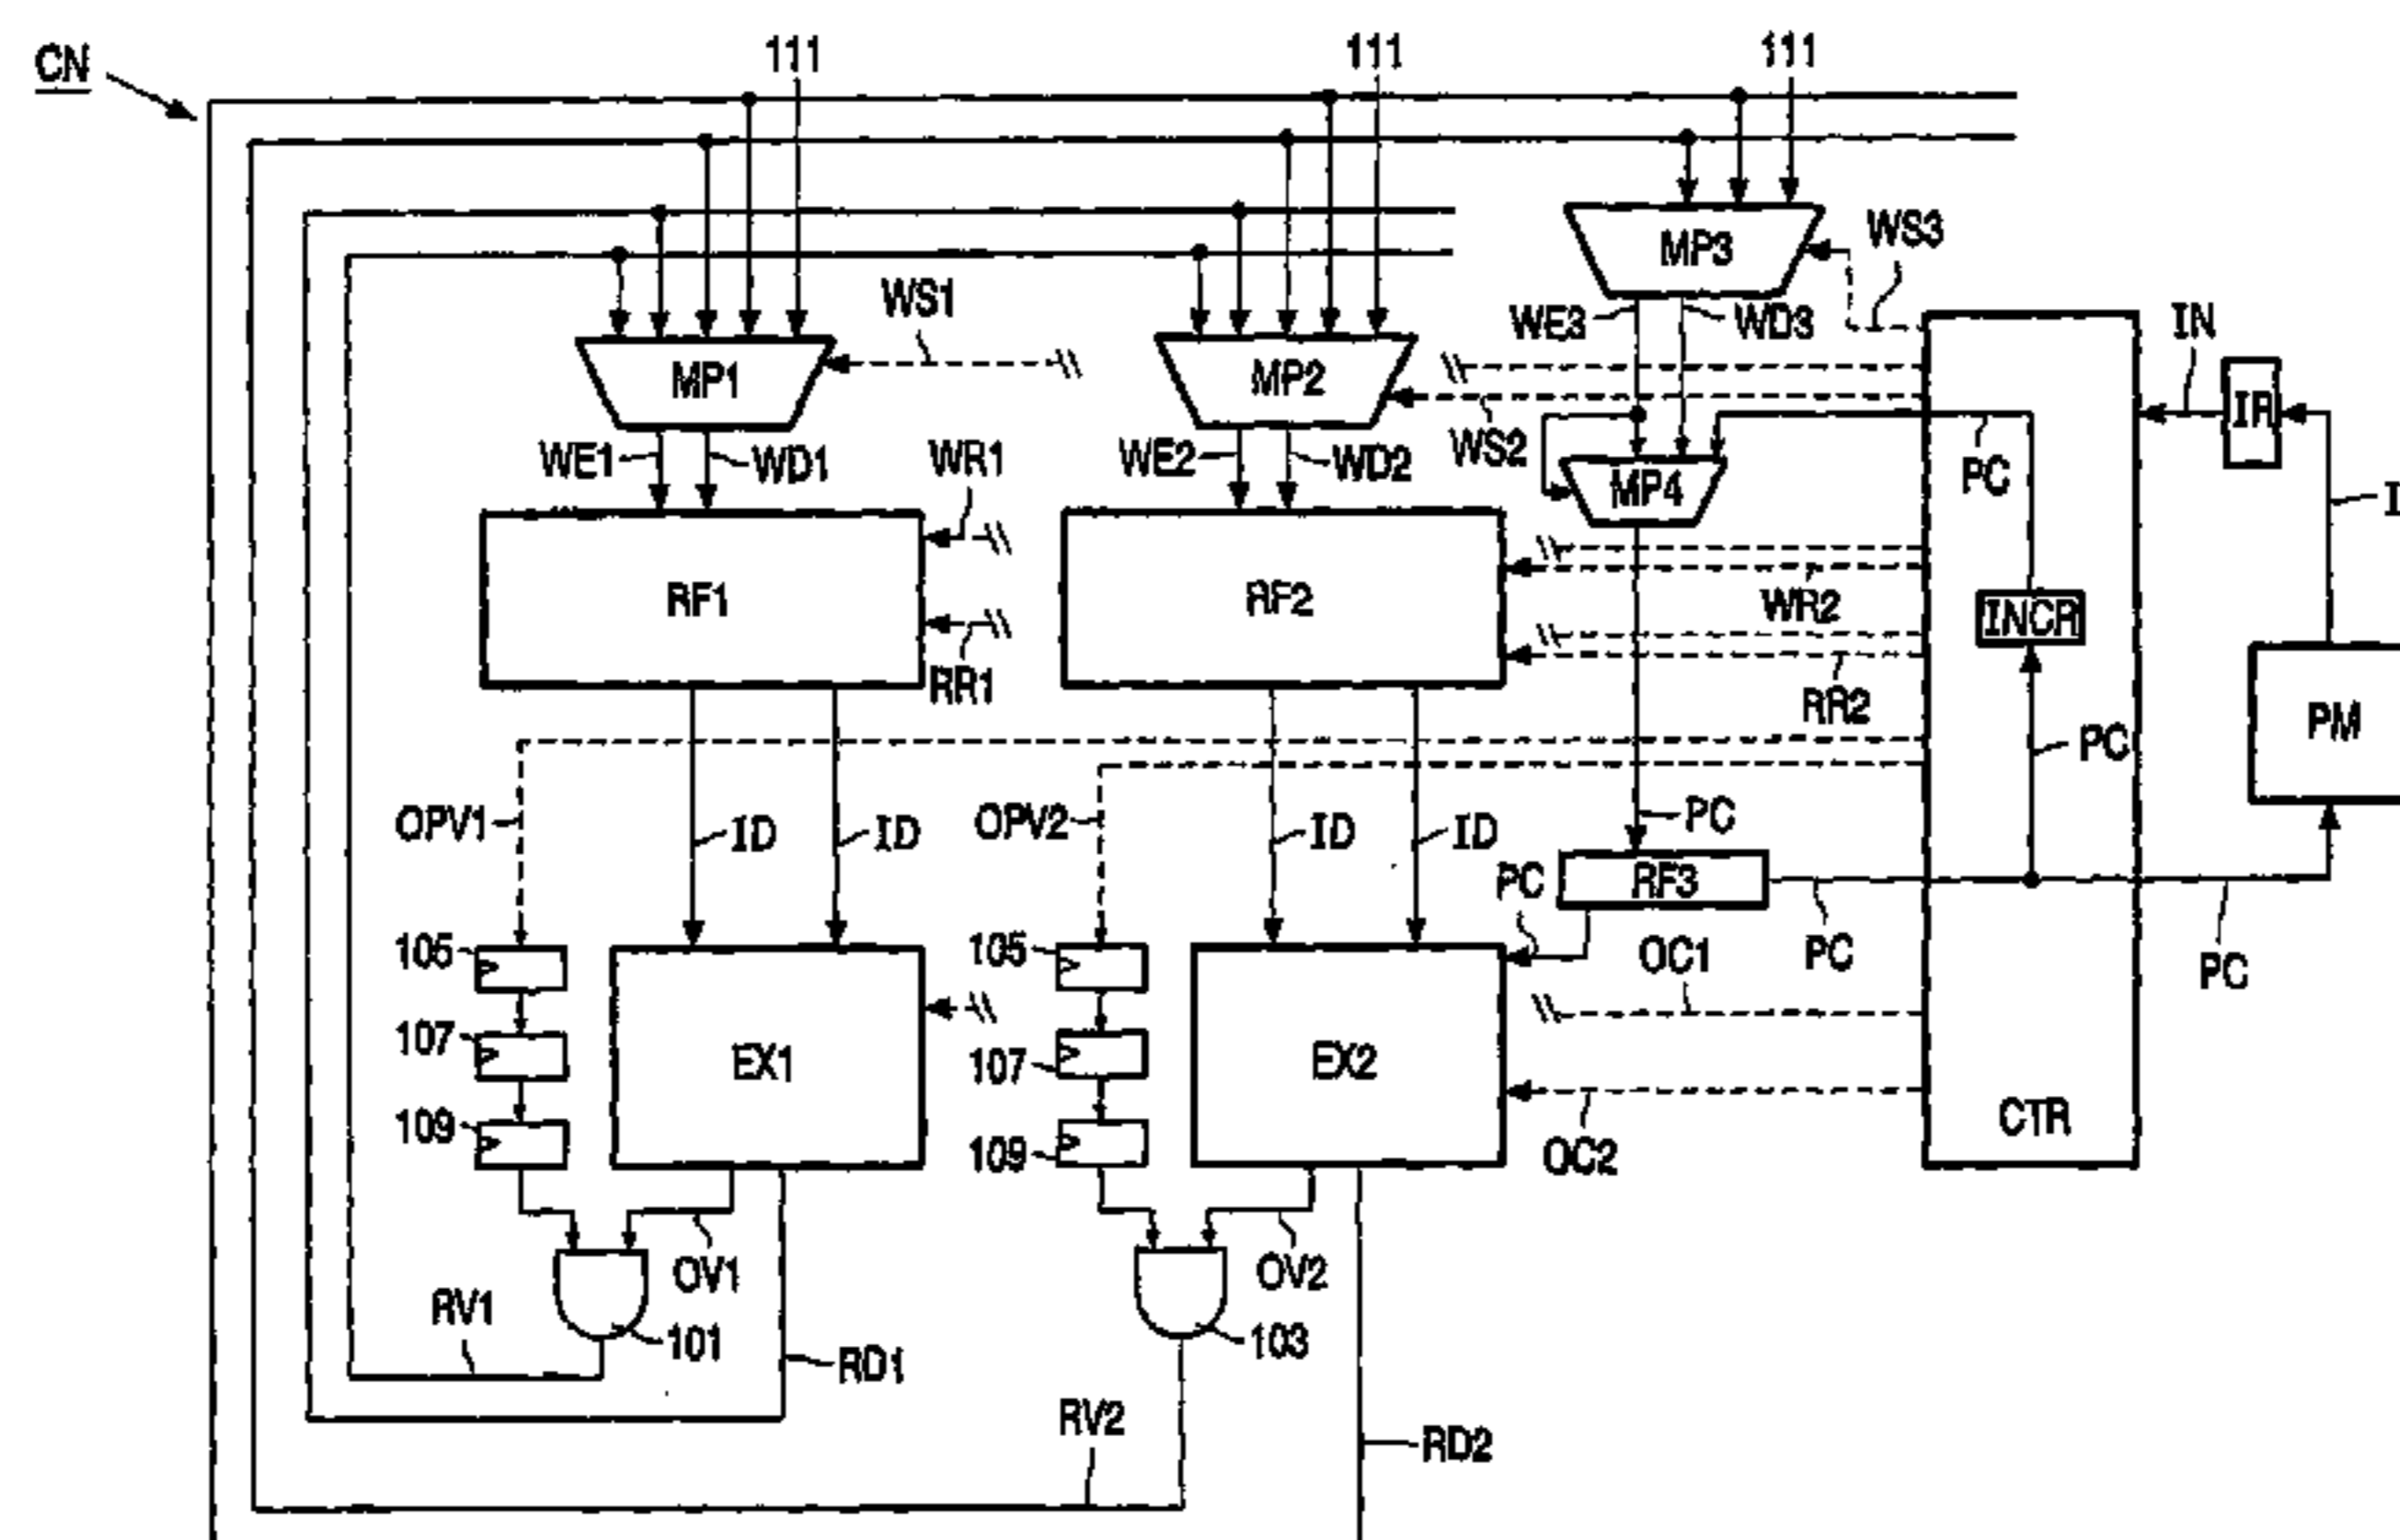 CN
111
111
111
MP3
WS3
WS1
WE3
WD3
IN
MP1
MP2
IR
WS2
PC
WE1
WD1
WR1
WE2
WD2
MP4
I
RF1
RF2
WR2
INCR
RR1
RR2
PM
PC
OPV1
ID
ID
OPV2
ID
ID
PC
PC
RF3
105
105
OC1
PC
PC
107
EX1
107
EX2
109
109
OC2
CTR
OV1
OV2
RV1
101
103
RD1
RV2
RD2